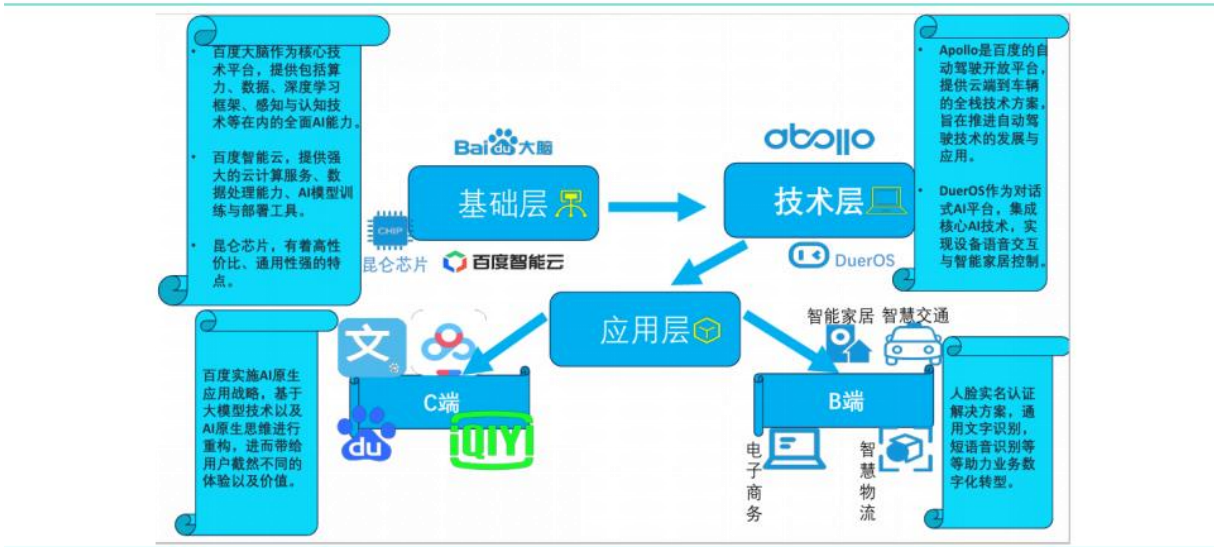 • 百度大脑作为核心技
术平台，提供包括算
力、数据、深度学习
框架、感知与认知技
术等在内的全面AI能力。
• 百度智能云，提供强
大的云计算服务、数
据处理能力、AI模型训
练与部署工具。
• 昆仑芯片，有着高性
价比、通用性强的特
点。
Bai du 大脑
基础层
CHIP
昆仑芯片
百度智能云
apollo
技术层
DuerOS
• Apollo是百度的自
动驾驶开放平台，
提供云端到车辆
的全栈技术方案，
旨在推进自动驾
驶技术的发展与
应用。
• DuerOS作为对话
式AI平台，集成
核心AI技术，实
现设备语音交互
与智能家居控制。
应用层
百度实施AI原生
应用战略，基于
大模型技术以及
AI原生思维进行
重构，进而带给
用户截然不同的
体验以及价值。
文
C端
du
iQIYI
智能家居
智慧交通
B端
电子商务
智慧物流
人脸实名认证
解决方案，通
用文字识别，
短语音识别等
等助力业务数
字化转型。